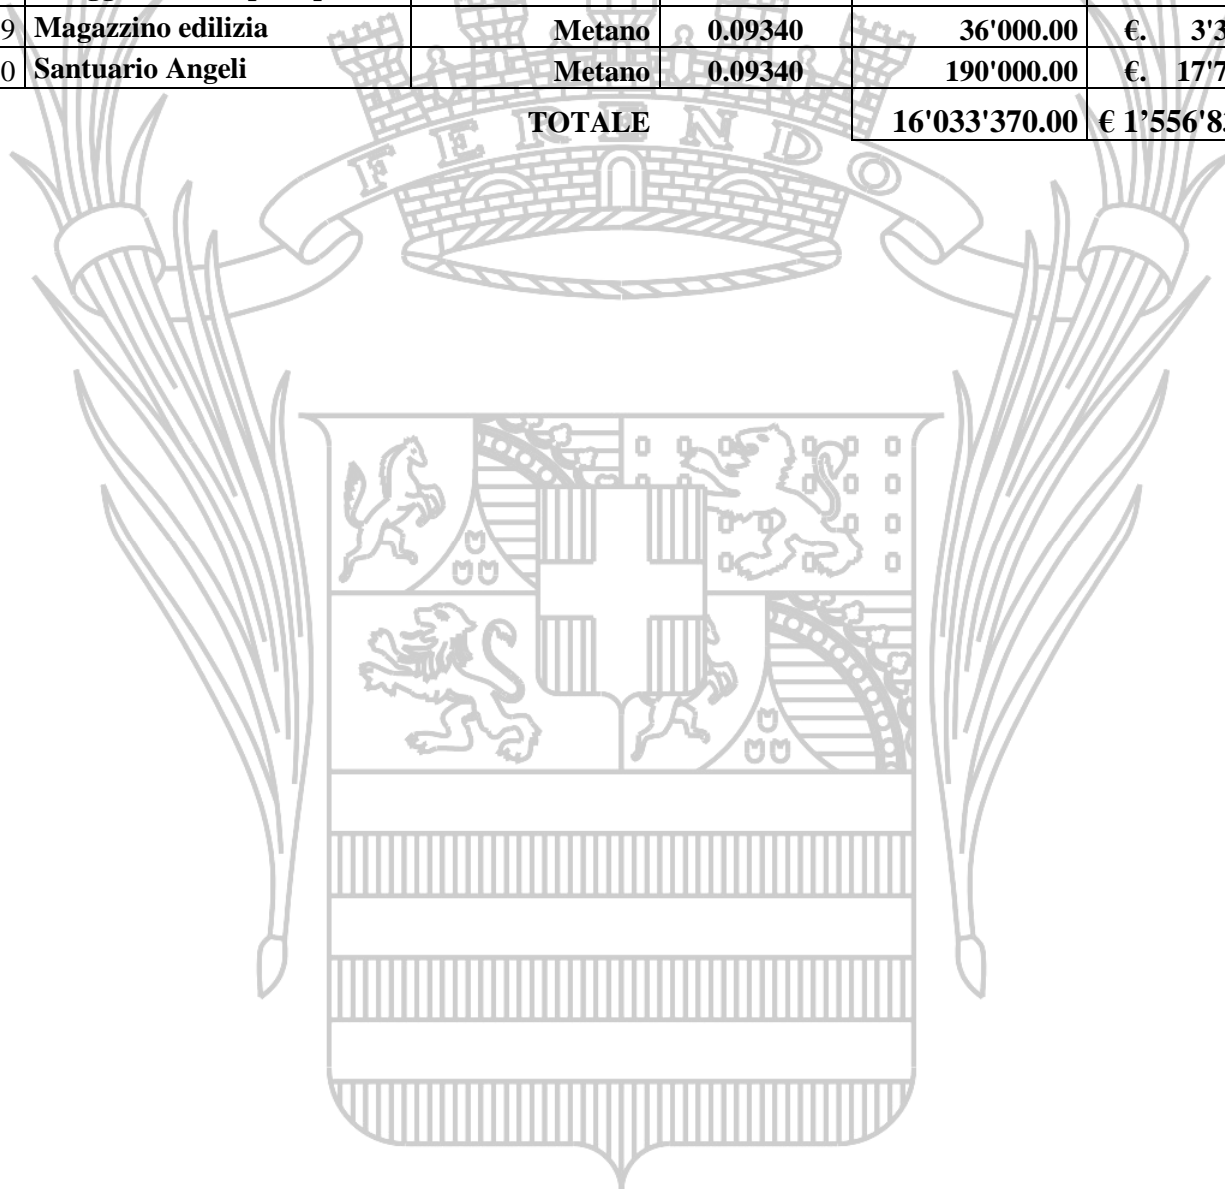 9 Magazzino edilizia Metano 0.09340 36'000.00 €. 3'3
0 Santuario Angeli Metano 0.09340 190'000.00 €. 17'7
TOTALE 16'033'370.00 € 1’556'8
FERENDO